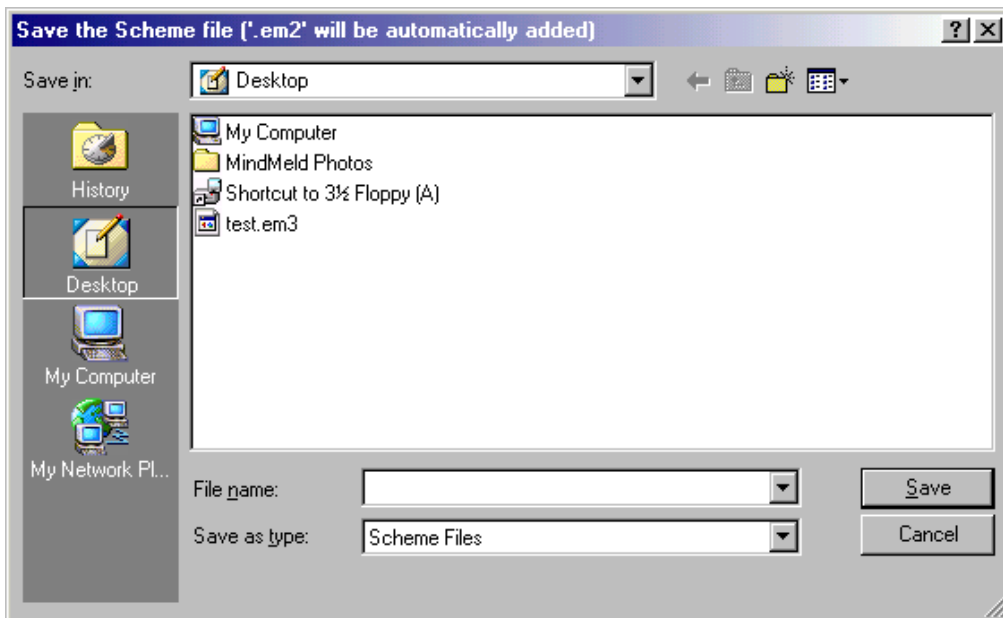 Save the Scheme file ('.em2' will be automatically added)
Save in:
Desktop
History
Desktop
My Computer
My Network Pl...
My Computer
MindMeld Photos
Shortcut to 3½ Floppy (A)
test.em3
File name:
Save
Save as type:
Scheme Files
Cancel